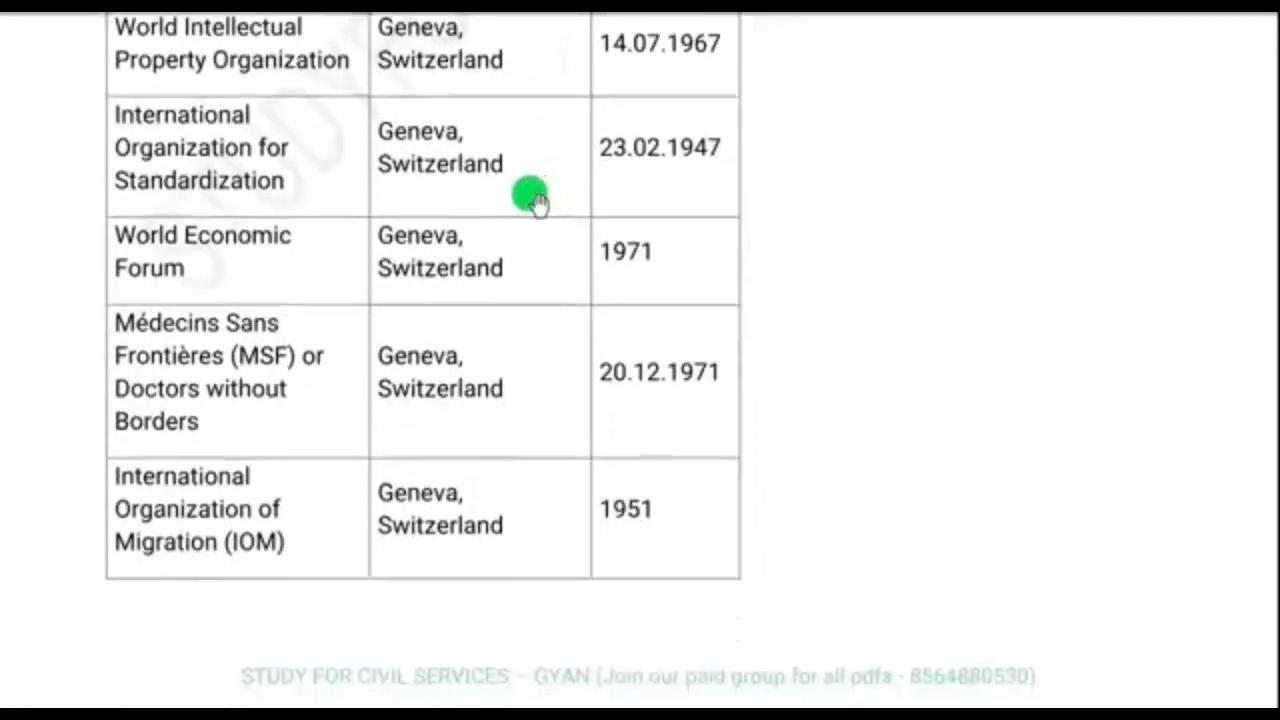 World Intellectual
Property Organization
Geneva,
Switzerland
14.07.1967
International
Organization for
Standardization
Geneva,
Switzerland
23.02.1947
World Economic
Forum
Geneva,
Switzerland
1971
Médecins Sans
Frontières (MSF) or
Doctors without
Borders
Geneva,
Switzerland
20.12.1971
International
Organization of
Migration (IOM)
Geneva,
Switzerland
1951
STUDY FOR CIVIL SERVICES – GYAN (Join our paid group for all pdfs - 8564880530)